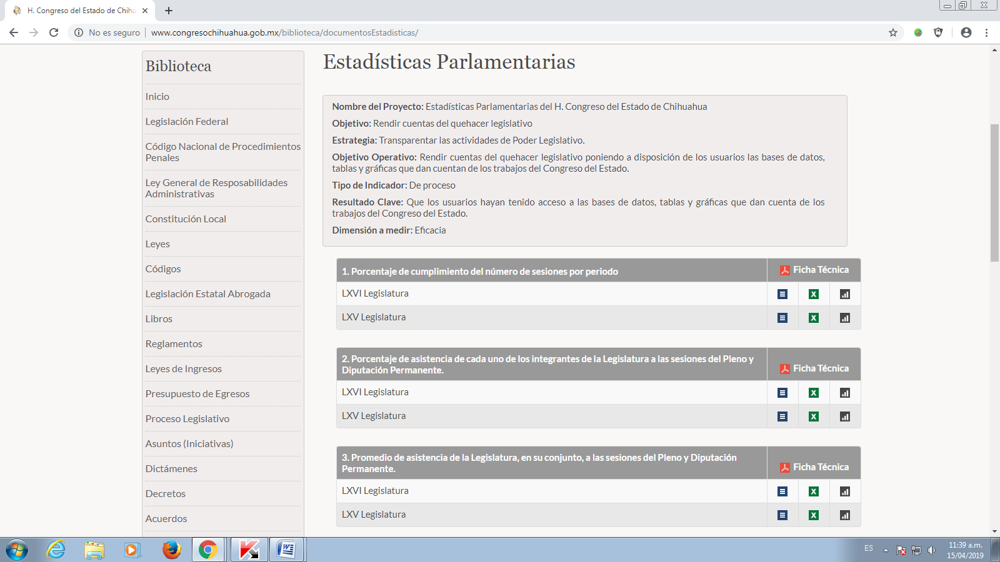 H. Congreso del Estado de Chihu
No es seguro
www.congresochihuahua.gob.mx/biblioteca/documentosEstadisticas/
Biblioteca
Inicio
Legislación Federal
Código Nacional de Procedimientos
Penales
Ley General de Resposabilidades
Administrativas
Constitución Local
Leyes
Códigos
Legislación Estatal Abrogada
Libros
Reglamentos
Leyes de Ingresos
Presupuesto de Egresos
Proceso Legislativo
Asuntos (Iniciativas)
Dictámenes
Decretos
Acuerdos
Estadísticas Parlamentarias
Nombre del Proyecto: Estadísticas Parlamentarias del H. Congreso del Estado de Chihuahua
Objetivo: Rendir cuentas del quehacer legislativo
Estrategia: Transparentar las actividades de Poder Legislativo.
Objetivo Operativo: Rendir cuentas del quehacer legislativo poniendo a disposición de los usuarios las bases de datos,
tablas y gráficas que dan cuentan de los trabajos del Congreso del Estado.
Tipo de Indicador: De proceso
Resultado Clave: Que los usuarios hayan tenido acceso a las bases de datos, tablas y gráficas que dan cuenta de los
trabajos del Congreso del Estado.
Dimensión a medir: Eficacia
1. Porcentaje de cumplimiento del número de sesiones por periodo
Ficha Técnica
LXVI Legislatura
LXV Legislatura
2. Porcentaje de asistencia de cada uno de los integrantes de la Legislatura a las sesiones del Pleno y
Diputación Permanente.
Ficha Técnica
LXVI Legislatura
LXV Legislatura
3. Promedio de asistencia de la Legislatura, en su conjunto, a las sesiones del Pleno y Diputación
Permanente.
Ficha Técnica
LXVI Legislatura
LXV Legislatura
ES
11:39 a.m.
15/04/2019